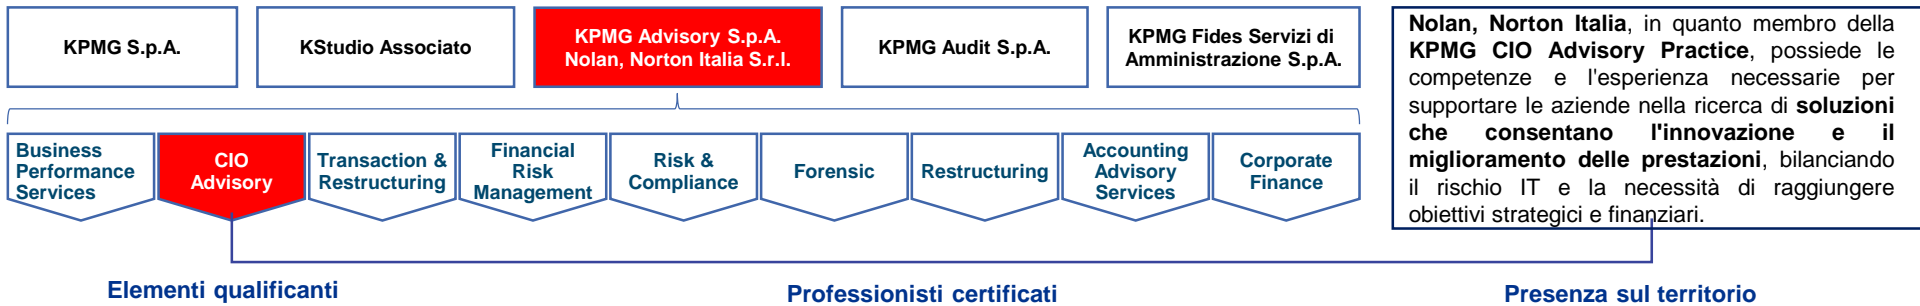 KPMG S.p.A.
KStudio Associato
KPMG Advisory S.p.A.
Nolan, Norton Italia S.r.l.
KPMG Audit S.p.A.
KPMG Fides Servizi di
Amministrazione S.p.A.
Business
Performance
Services
CIO
Advisory
Transaction &
Restructuring
Financial
Risk
Management
Risk &
Compliance
Forensic
Restructuring
Accounting
Advisory
Services
Corporate
Finance
Nolan, Norton Italia, in quanto membro della
KPMG CIO Advisory Practice, possiede le
competenze e l'esperienza necessarie per
supportare le aziende nella ricerca di soluzioni
che consentano l'innovazione e il
miglioramento delle prestazioni, bilanciando
il rischio IT e la necessità di raggiungere
obiettivi strategici e finanziari.
Elementi qualificanti
Professionisti certificati
Presenza sul territorio